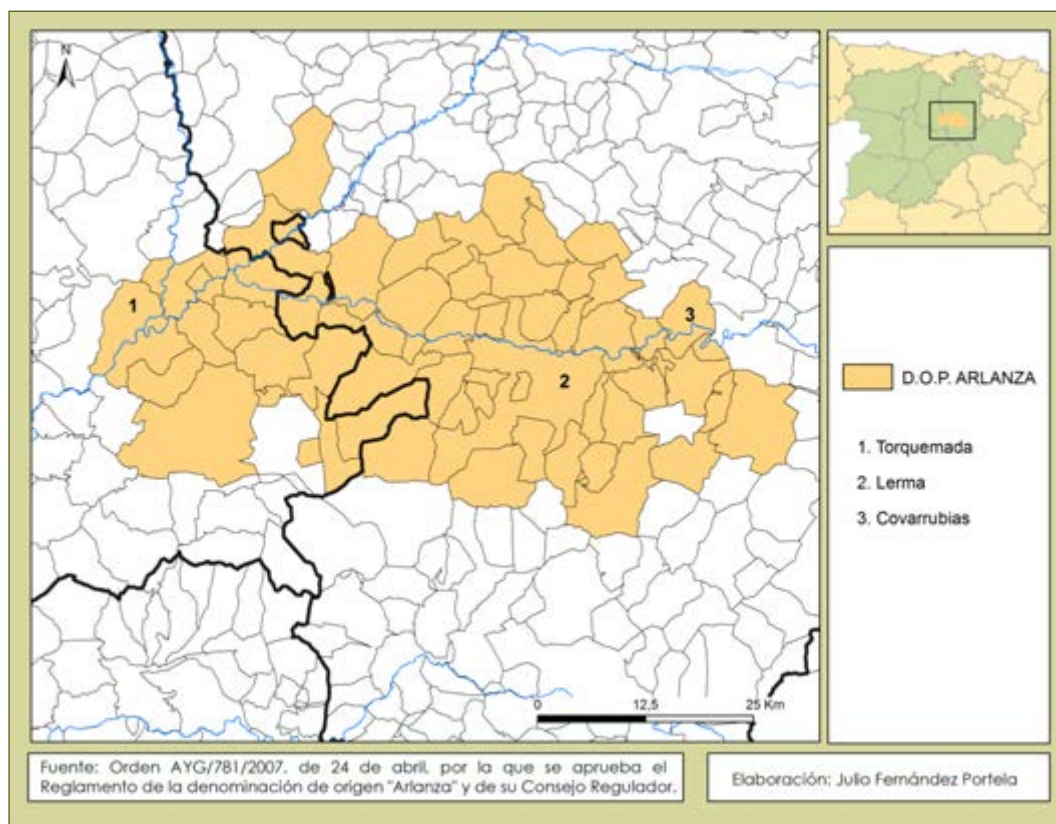 N
1
2
3
0 12,5 25 Km
D.O.P. ARLANZA
1. Torquemada
2. Lerma
3. Covarrubias
Fuente: Orden AYG/781/2007, de 24 de abril, por la que se aprueba el
Reglamento de la denominación de origen "Arlanza" y de su Consejo Regulador.
Elaboración: Julio Fernández Portela